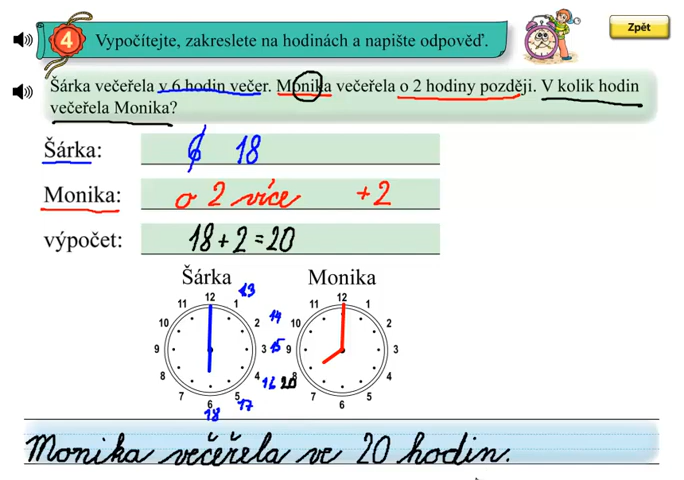 4 Vypočítejte, zakreslete na hodinách a napište odpověď.
Zpět
Šárka večeřela v 6 hodin večer. Monika večeřela o 2 hodiny později. V kolik hodin
večeřela Monika?
Šárka: 6 18
Monika: o 2 více +2
výpočet: 18 + 2 = 20
Šárka Monika
12 1 2 3 4 5 6 7 8 9 10 11
13 14 15 16 17 18 20
12 1 2 3 4 5 6 7 8 9 10 11
Monika večeřela ve 20 hodin.